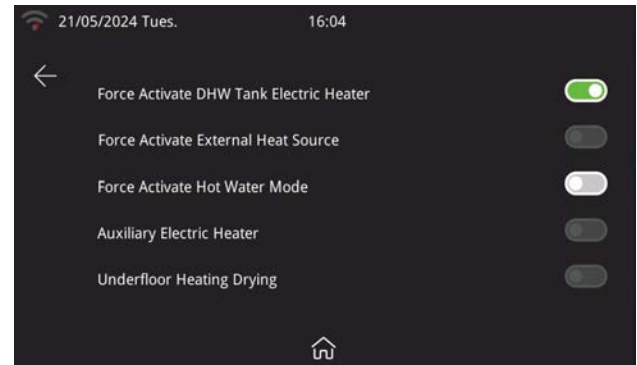 21/05/2024 Tues. 16:04
Force Activate DHW Tank Electric Heater
Force Activate External Heat Source
Force Activate Hot Water Mode
Auxiliary Electric Heater
Underfloor Heating Drying